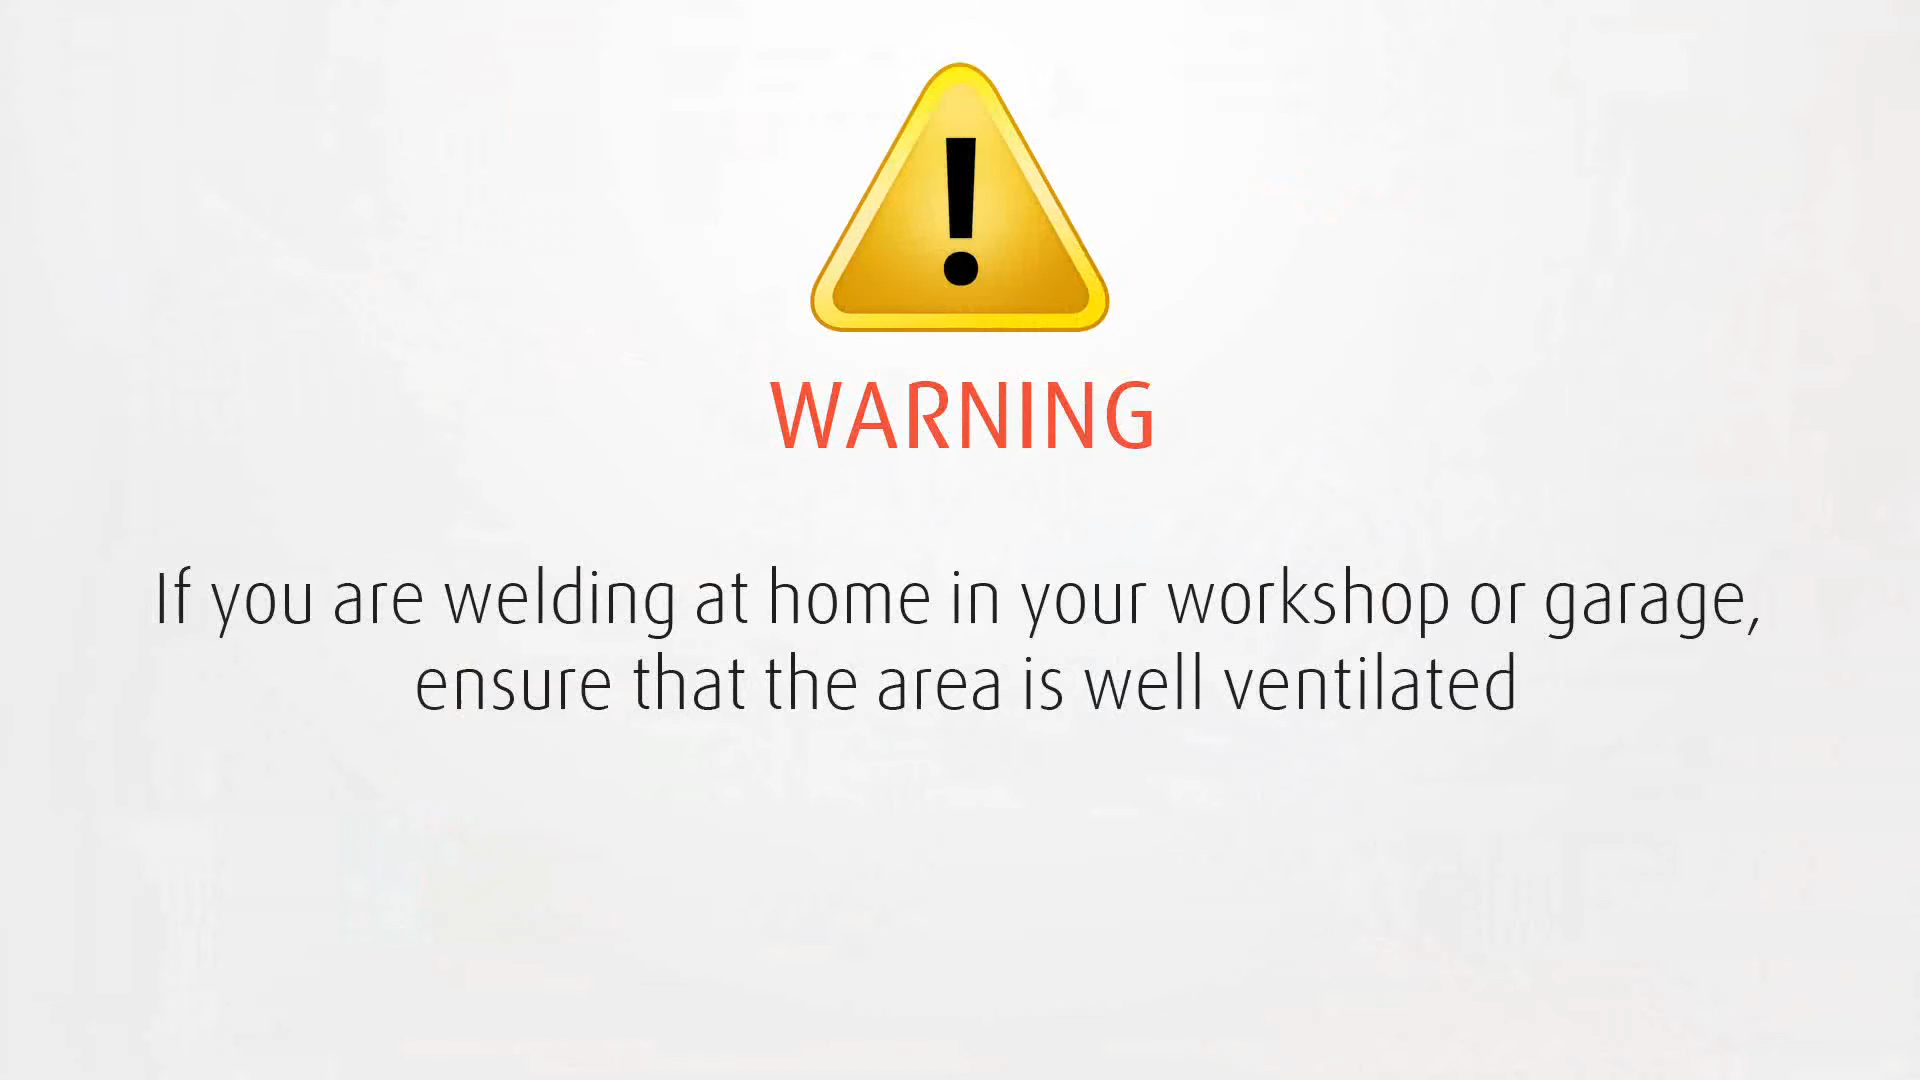 WARNING
If you are welding at home in your workshop or garage,
ensure that the area is well ventilated